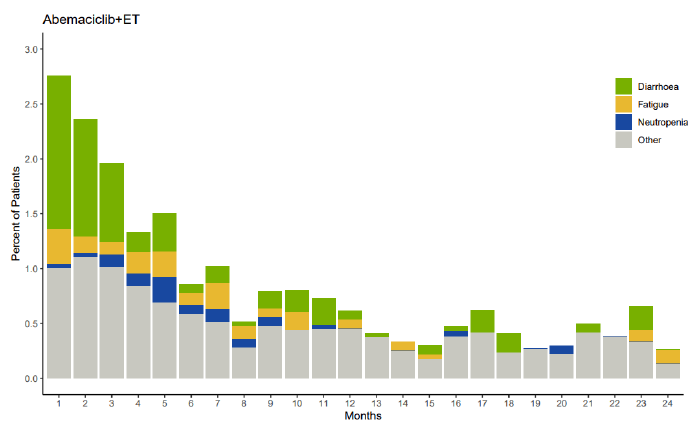 Abemaciclib+ET
3.0
2.5
2.0
1.5
1.0
0.5
0.0
Percent of Patients
Diarrhoea
Fatigue
Neutropenia
Other
1 2 3 4 5 6 7 8 9 10 11 12 13 14 15 16 17 18 19 20 21 22 23 24
Months